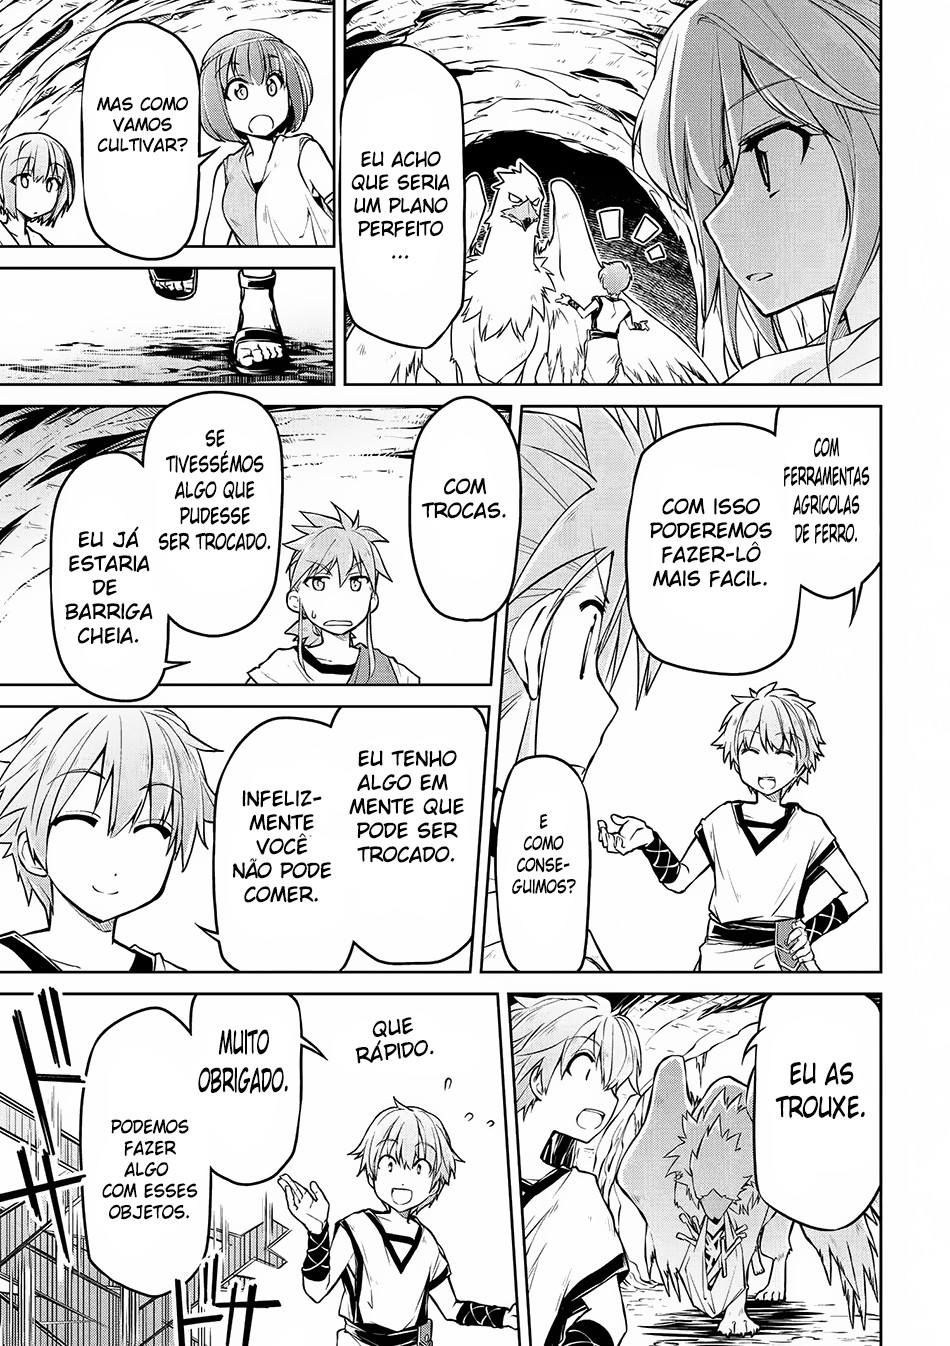 EU ACHO
QUE SERIA
UM PLANO
PERFEITO
...
MAS COMO
VAMOS
CULTIVAR?
COM
FERRAMENTAS
AGRICOLAS
DE FERRO.
COM ISSO
PODEREMOS
FAZER-LÔ
MAIS FACIL.
E
COMO
CONSE-
GUIMOS?
COM
TROCAS.
SE
TIVESSÉMOS
ALGO QUE
PUDESSE
SER TROCADO.
EU JÁ
ESTARIA
DE
BARRIGA
CHEIA.
EU TENHO
ALGO EM
MENTE QUE
PODE SER
TROCADO.
INFELIZ-
MENTE
VOCÊ
NÃO PODE
COMER.
EU AS
TROUXE.
QUE
RÁPIDO.
MUITO
OBRIGADO.
PODEMOS
FAZER
ALGO
COM ESSES
OBJETOS.